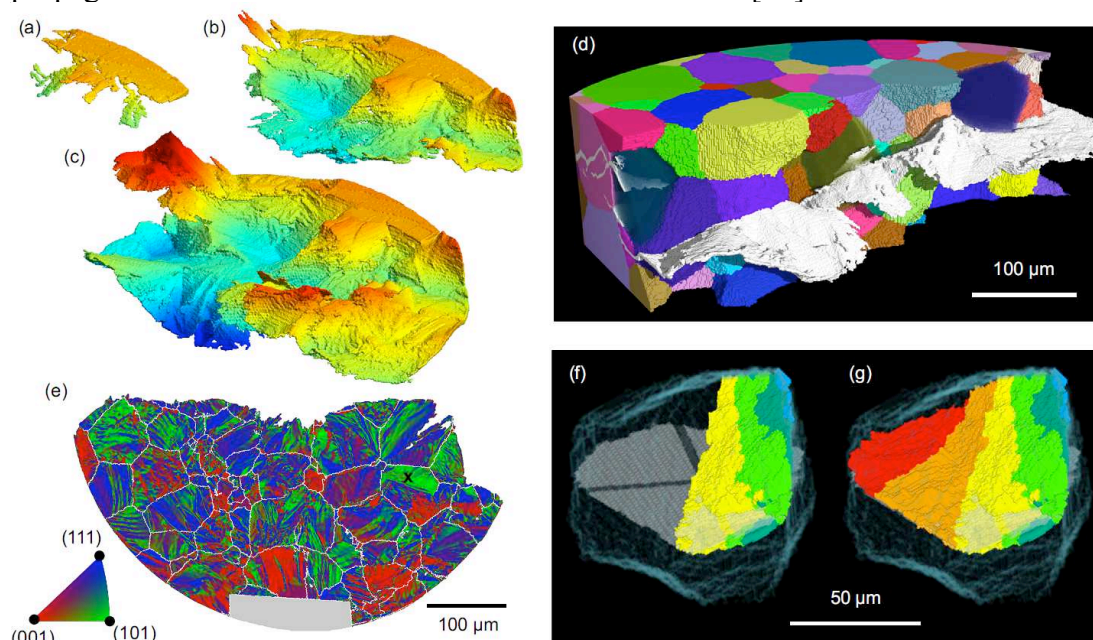 (a)
(b)
(c)
(d)
100 µm
(e)
x
(111)
(001)
(101)
100 µm
(f)
(g)
50 µm